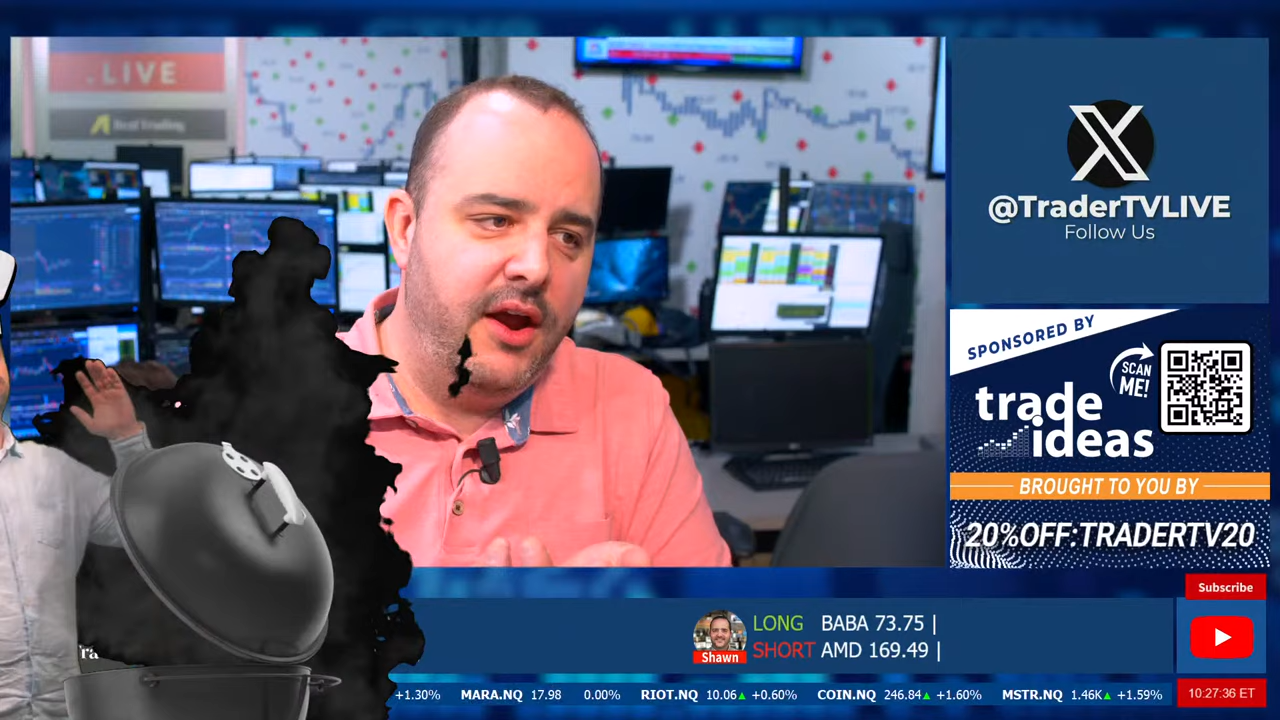 .LIVE
Real Trading
X
@TraderTVLIVE
Follow Us
SPONSORED BY
SCAN
ME!
trade
ideas
BROUGHT TO YOU BY
20%OFF:TRADERTV20
Subscribe
LONG BABA 73.75 |
SHORT AMD 169.49 |
Shawn
+1.30% MARA.NQ 17.98 0.00% RIOT.NQ 10.06▲ +0.60% COIN.NQ 246.84▲ +1.60% MSTR.NQ 1.46K▲ +1.59%
10:27:36 ET